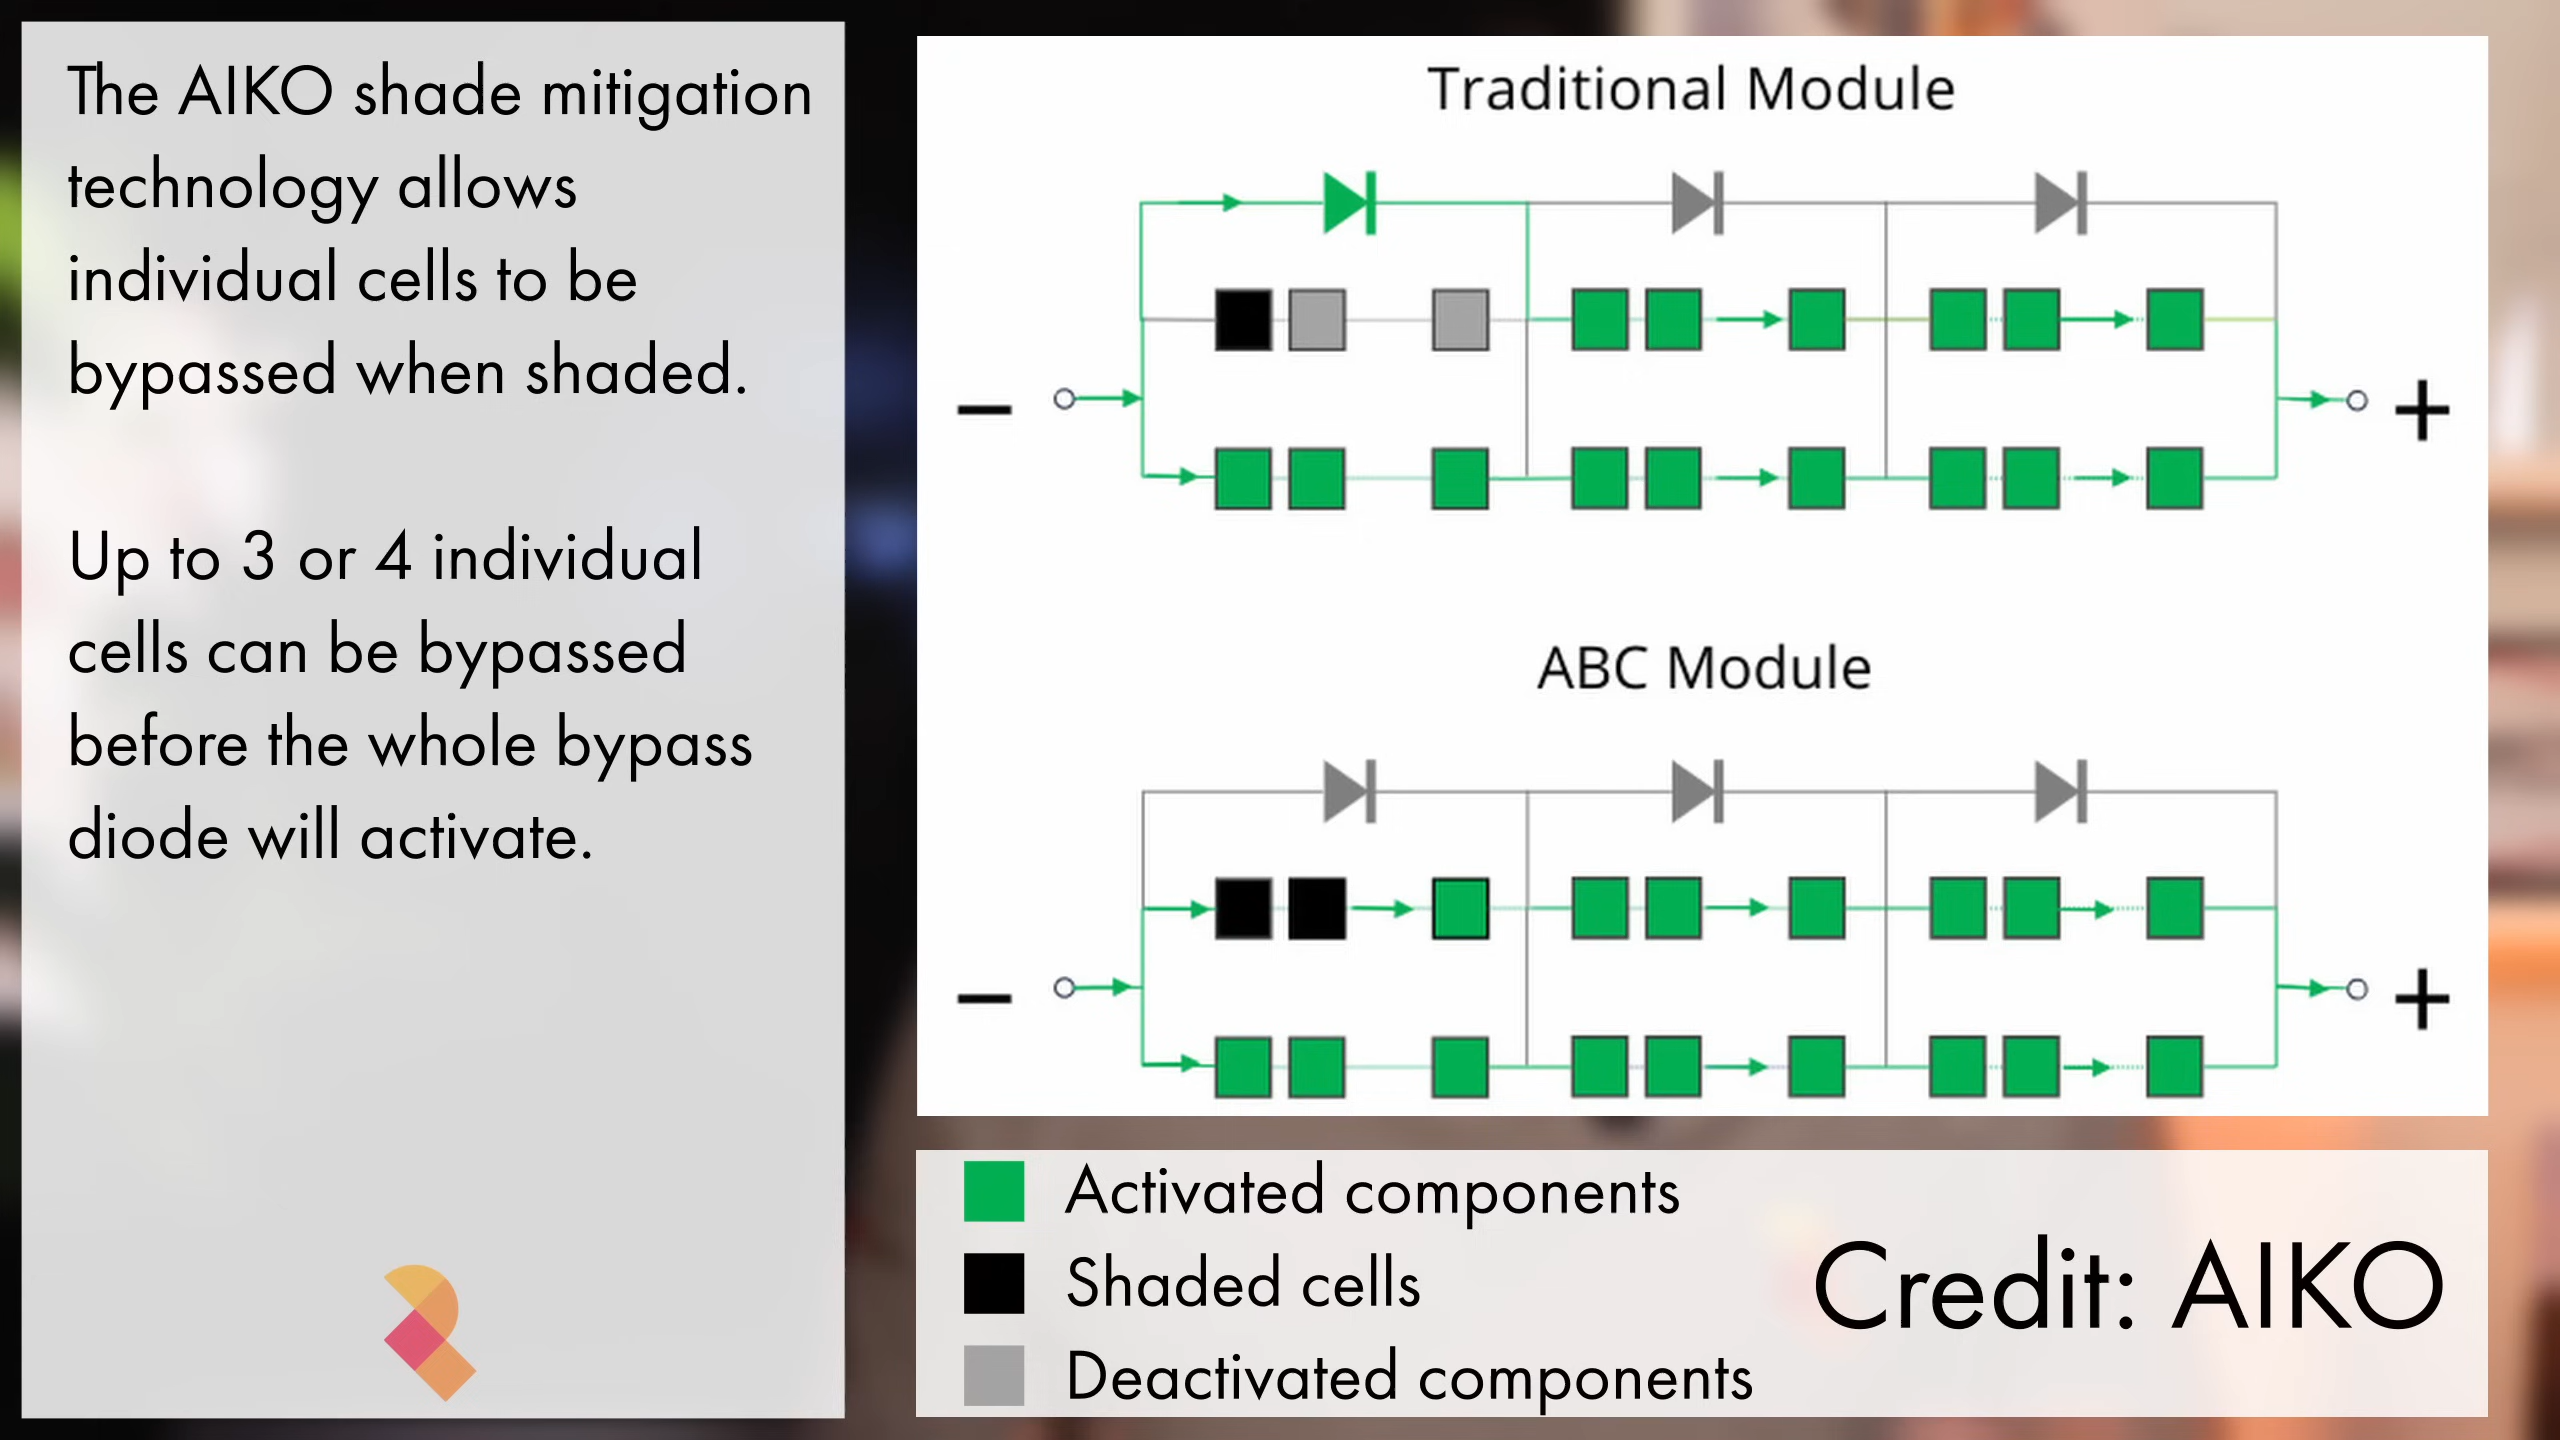 The AIKO shade mitigation
technology allows
individual cells to be
bypassed when shaded.
Up to 3 or 4 individual
cells can be bypassed
before the whole bypass
diode will activate.
Traditional Module
−
+
ABC Module
−
+
Activated components
Shaded cells
Deactivated components
Credit: AIKO